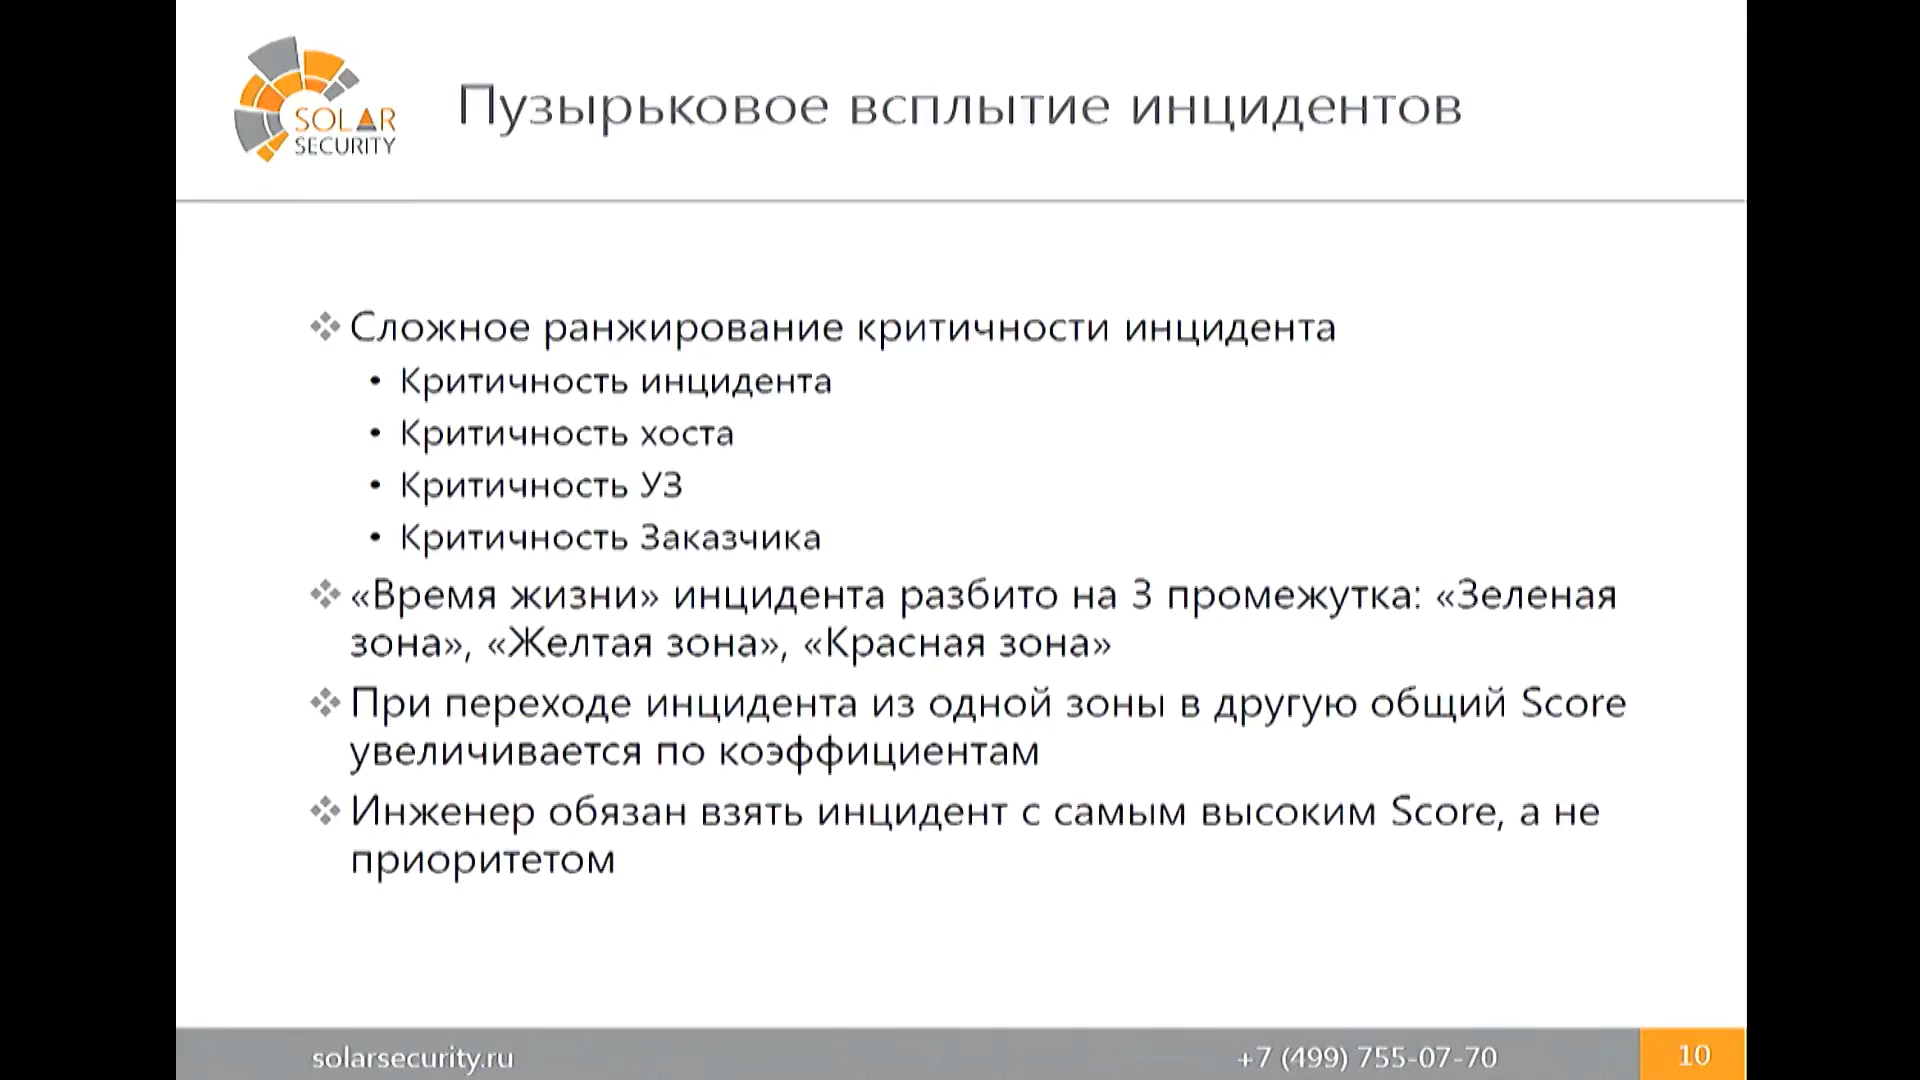 SOLAR
SECURITY
Пузырьковое всплытие инцидентов
Сложное ранжирование критичности инцидента
• Критичность инцидента
• Критичность хоста
• Критичность УЗ
• Критичность Заказчика
«Время жизни» инцидента разбито на 3 промежутка: «Зеленая
зона», «Желтая зона», «Красная зона»
При переходе инцидента из одной зоны в другую общий Score
увеличивается по коэффициентам
Инженер обязан взять инцидент с самым высоким Score, а не
приоритетом
solarsecurity.ru
+7 (499) 755-07-70
10